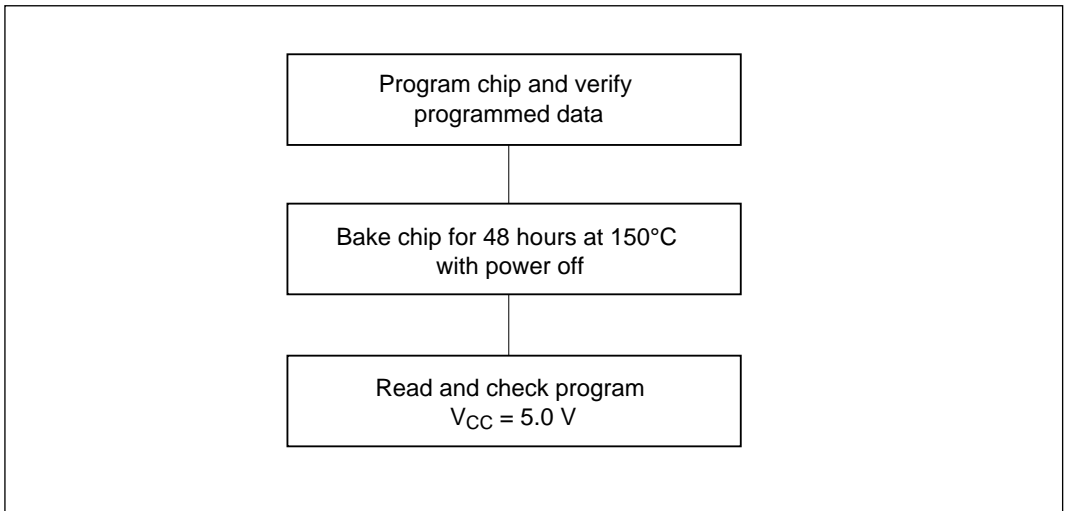 Program chip and verify
programmed data
Bake chip for 48 hours at 150°C
with power off
Read and check program
VCC = 5.0 V